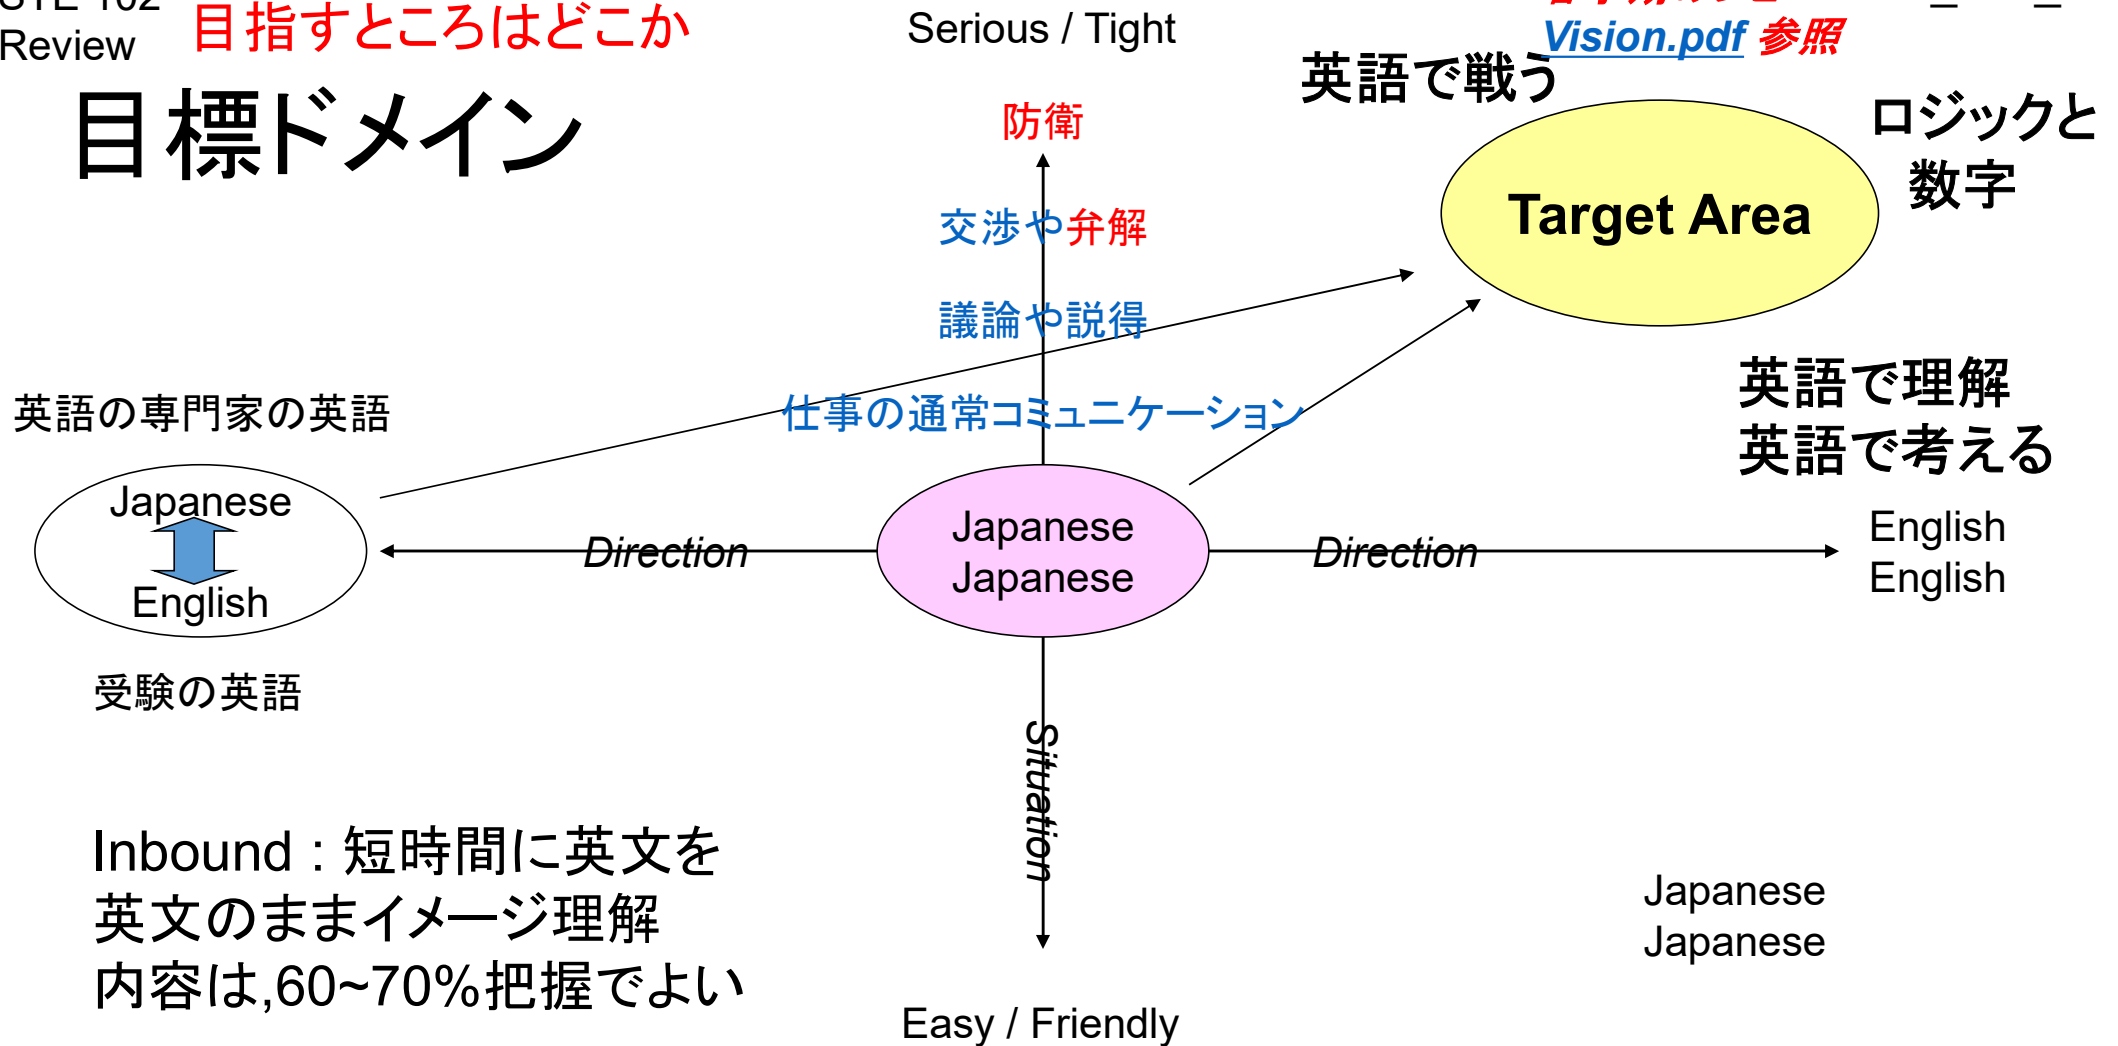 Review
目指すところはどこか
目標ドメイン
Serious / Tight
Vision.pdf 参照
英語で戦う
ロジックと
数字
防衛
Target Area
交渉や弁解
議論や説得
仕事の通常コミュニケーション
英語の専門家の英語
英語で理解
英語で考える
Japanese
English
受験の英語
Direction
Japanese
Japanese
Direction
English
English
Situation
Inbound : 短時間に英文を
英文のままイメージ理解
内容は,60~70%把握でよい
Japanese
Japanese
Easy / Friendly